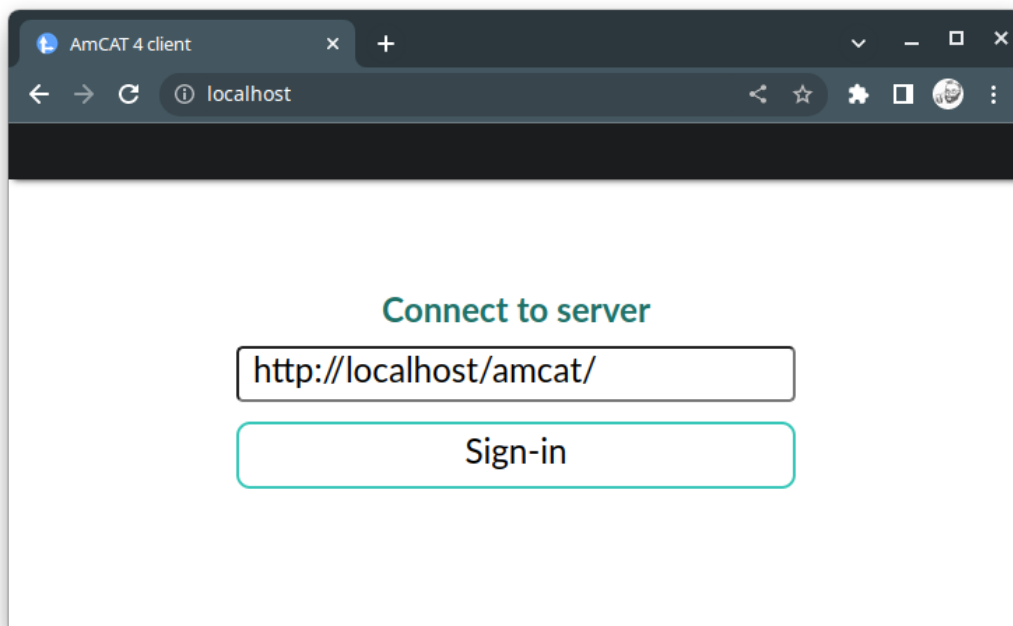 AmCAT 4 client
localhost
Connect to server
http://localhost/amcat/
Sign-in